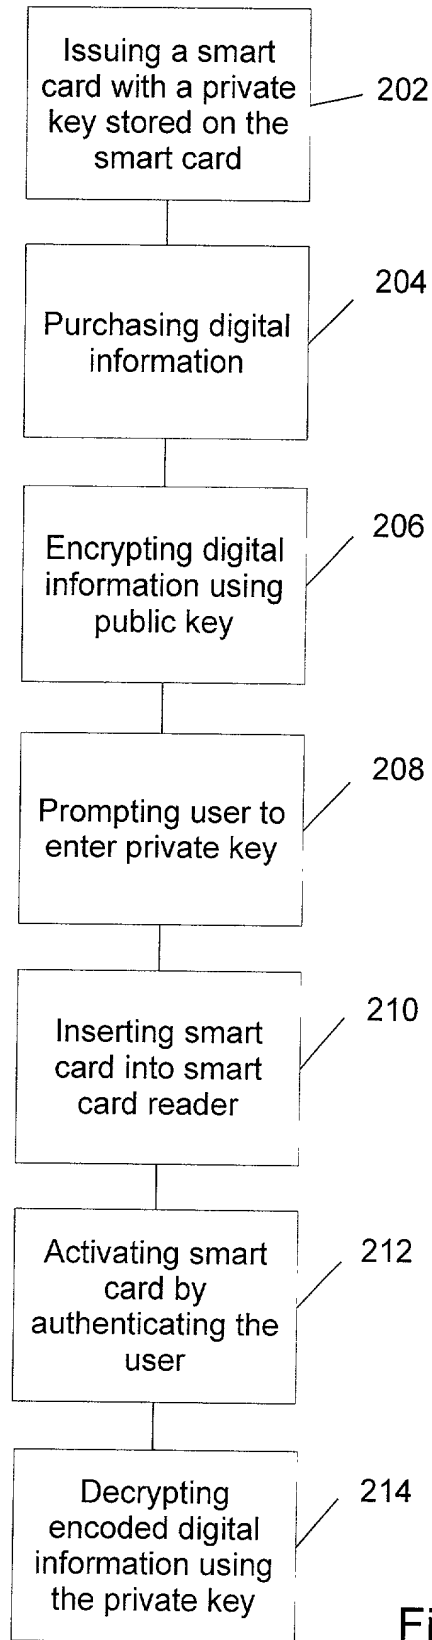 Issuing a smart
card with a private
key stored on the
smart card
202
Purchasing digital
information
204
Encrypting digital
information using
public key
206
Prompting user to
enter private key
208
Inserting smart
card into smart
card reader
210
Activating smart
card by
authenticating the
user
212
Decrypting
encoded digital
information using
the private key
214